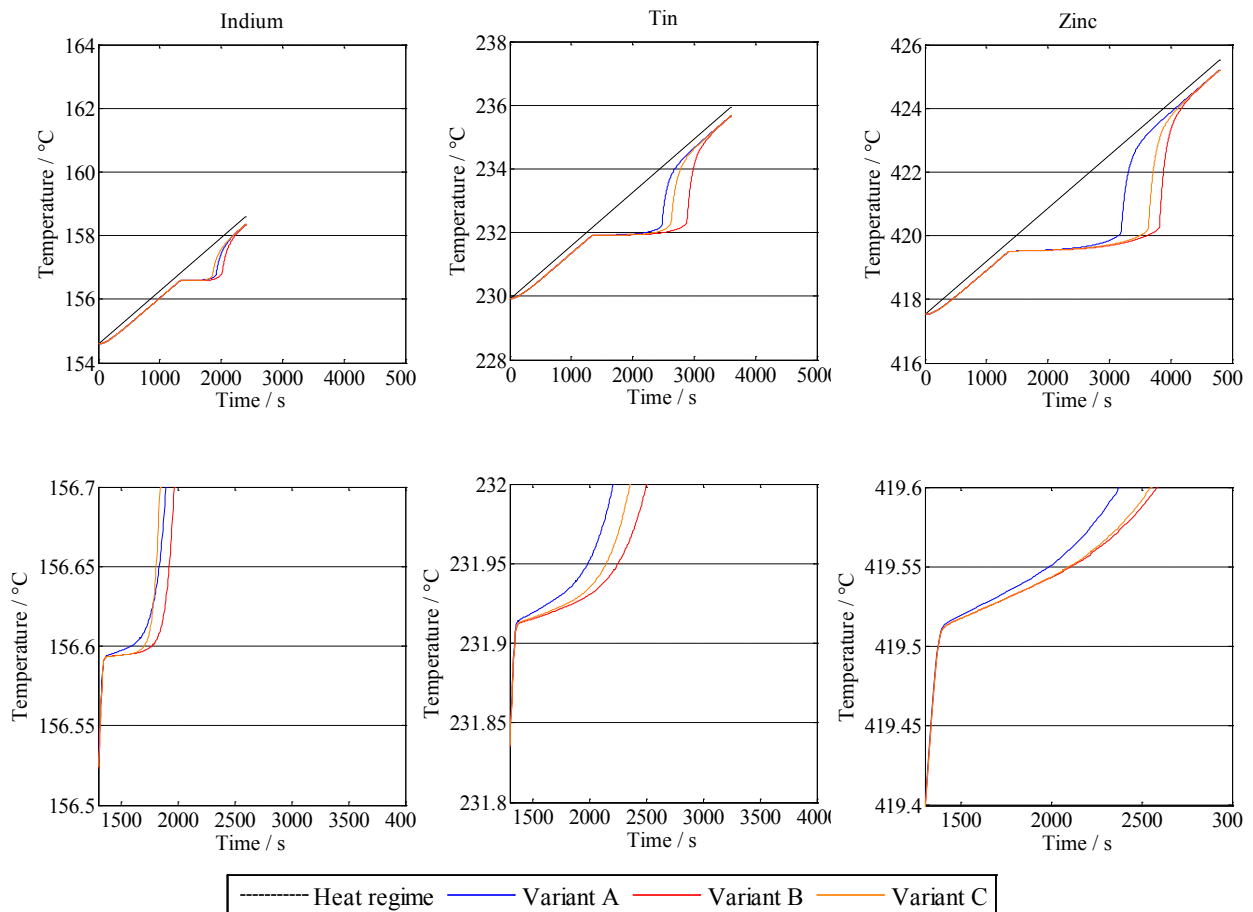 Indium
Tin
Zinc
164
162
160
158
156
154
Temperature / °C
0 1000 2000 3000 4000 500
Time / s
238
236
234
232
230
228
Temperature / °C
0 1000 2000 3000 4000 500
Time / s
426
424
422
420
418
416
Temperature / °C
0 1000 2000 3000 4000 500
Time / s
156.7
156.65
156.6
156.55
156.5
Temperature / °C
1500 2000 2500 3000 3500 400
Time / s
232
231.95
231.9
231.85
231.8
Temperature / °C
1500 2000 2500 3000 3500 400
Time / s
419.6
419.55
419.5
419.45
419.4
Temperature / °C
1500 2000 2500 300
Time / s
Heat regime Variant A Variant B Variant C